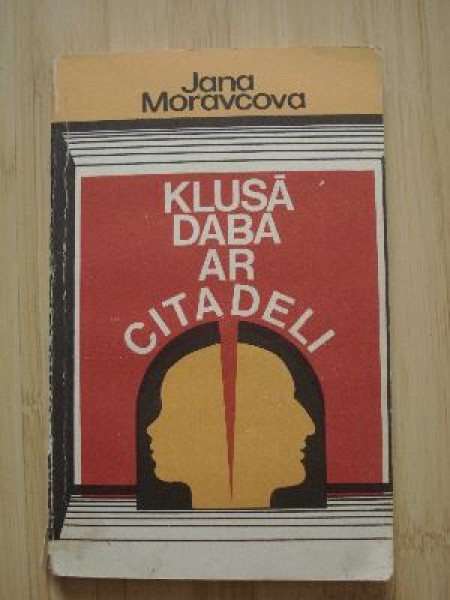 Jana
Moravcova
KLUSĀ
DABA
AR
CITADELI